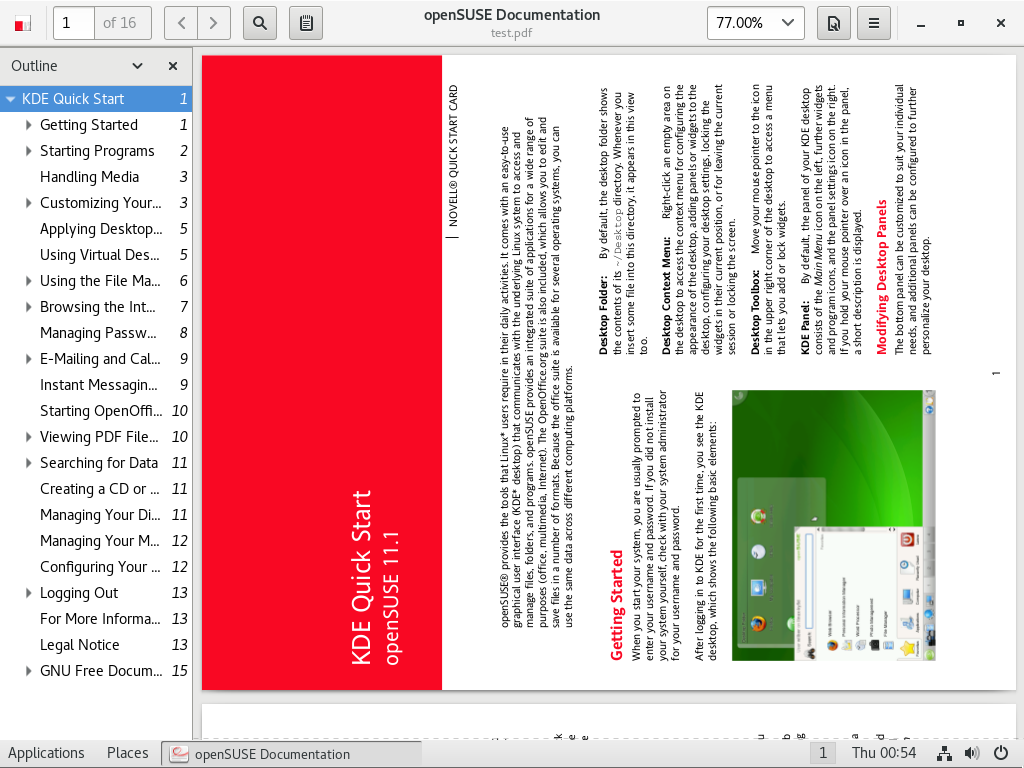 openSUSE Documentation
test.pdf
1
of 16
77.00%
Outline
KDE Quick Start 1
Getting Started 1
Starting Programs 2
Handling Media 3
Customizing Your... 3
Applying Desktop... 5
Using Virtual Des... 5
Using the File Ma... 6
Browsing the Int... 7
Managing Passw... 8
E-Mailing and Cal... 9
Instant Messagin... 9
Starting OpenOffi... 10
Viewing PDF File... 10
Searching for Data 11
Creating a CD or ... 11
Managing Your Di... 11
Managing Your M... 12
Configuring Your ... 12
Logging Out 13
For More Informa... 13
Legal Notice 13
GNU Free Docum... 15
KDE Quick Start
openSUSE 11.1
NOVELL® QUICK START CARD
openSUSE® provides the tools that Linux* users require in their daily activities. It comes with an easy-to-use
graphical user interface (KDE* desktop) that communicates with the underlying Linux system to access and
manage files, folders, and programs. openSUSE provides an integrated suite of applications for a wide range of
purposes (office, multimedia, Internet). The OpenOffice.org suite is also included, which allows you to edit and
save files in a number of formats. Because the office suite is available for several operating systems, you can
use the same data across different computing platforms.
Getting Started
When you start your system, you are usually prompted to
enter your username and password. If you did not install
your system yourself, check with your system administrator
for your username and password.
After logging in to KDE for the first time, you see the KDE
desktop, which shows the following basic elements:
Desktop Folder: By default, the desktop folder shows
the contents of its ~/Desktop directory. Whenever you
insert some file into this directory, it appears in this view
too.
Desktop Context Menu: Right-click an empty area on
the desktop to access the context menu for configuring the
appearance of the desktop, adding panels or widgets to the
desktop, configuring your desktop settings, locking the
widgets in their current position, or for leaving the current
session or locking the screen.
Desktop Toolbox: Move your mouse pointer to the icon
in the upper right corner of the desktop to access a menu
that lets you add or lock widgets.
KDE Panel: By default, the panel of your KDE desktop
consists of the Main Menu icon on the left, further widgets
and program icons, and the panel settings icon on the right.
If you hold your mouse pointer over an icon in the panel,
a short description is displayed.
Modifying Desktop Panels
The bottom panel can be customized to suit your individual
needs, and additional panels can be configured to further
personalize your desktop.
1
Applications
Places
openSUSE Documentation
1
Thu 00:54